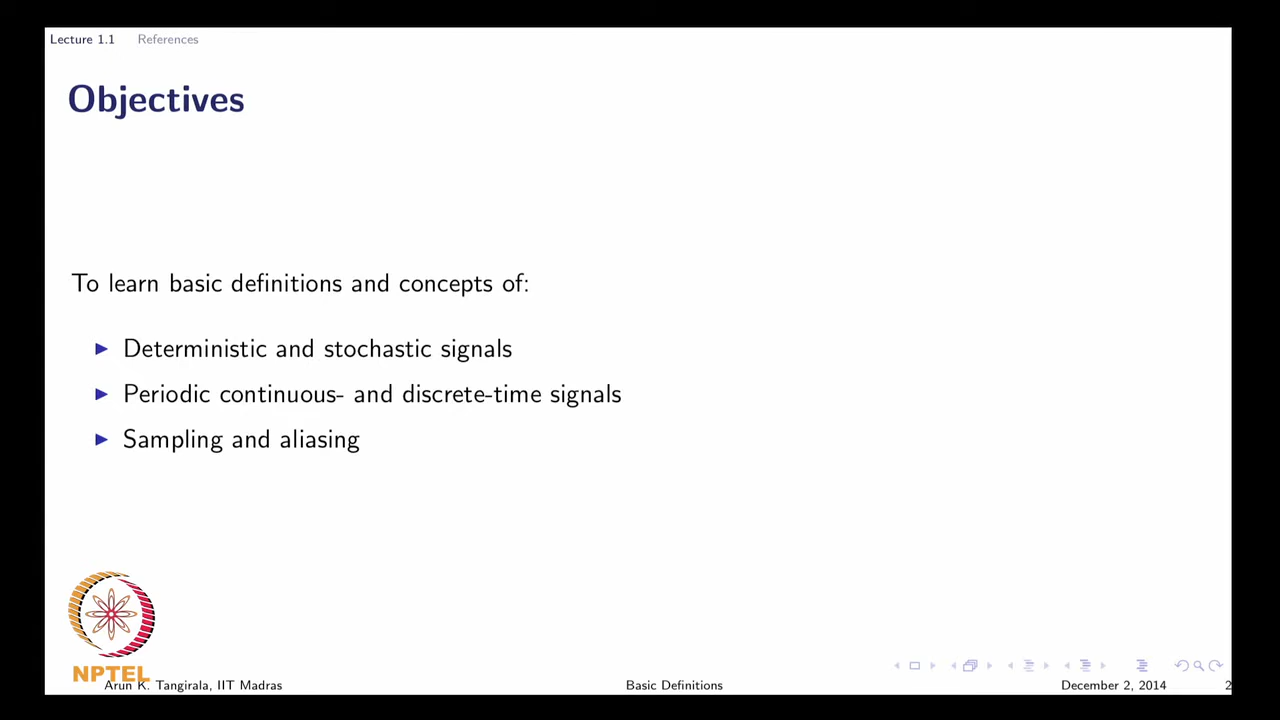 Lecture 1.1 References
Objectives
To learn basic definitions and concepts of:
Deterministic and stochastic signals
Periodic continuous- and discrete-time signals
Sampling and aliasing
NPTEL
Arun K. Tangirala, IIT Madras Basic Definitions December 2, 2014 2